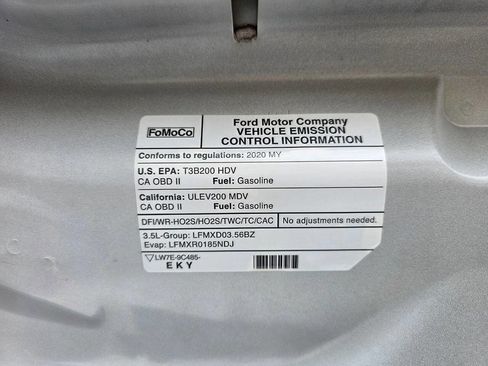 FoMoCo
Ford Motor Company
VEHICLE EMISSION
CONTROL INFORMATION
Conforms to regulations: 2020 MY
U.S. EPA: T3B200 HDV
CA OBD II Fuel: Gasoline
California: ULEV200 MDV
CA OBD II Fuel: Gasoline
DFI/WR-HO2S/HO2S/TWC/TC/CAC No adjustments needed.
3.5L-Group: LFMXD03.56BZ
Evap: LFMXR0185NDJ
LW7E-9C485-
EKY